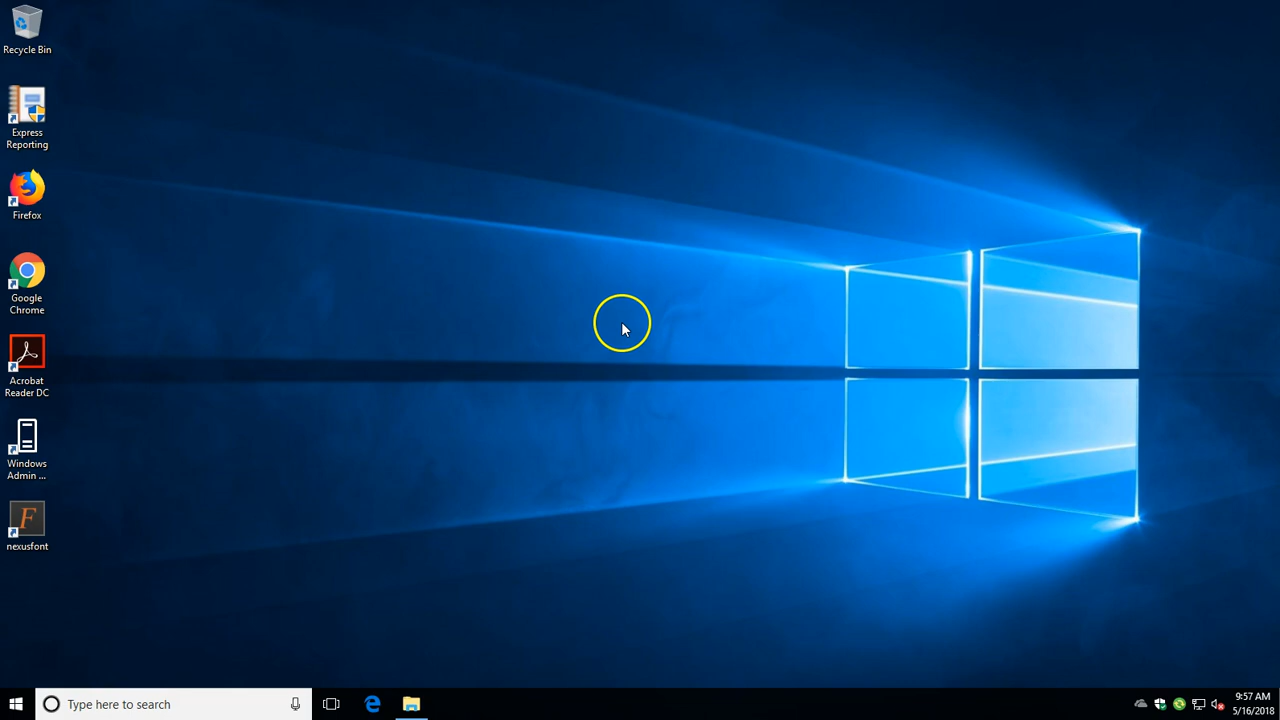 Recycle Bin
Express
Reporting
Firefox
Google
Chrome
Acrobat
Reader DC
Windows
Admin ...
F
nexusfont
Type here to search
9:57 AM
5/16/2018